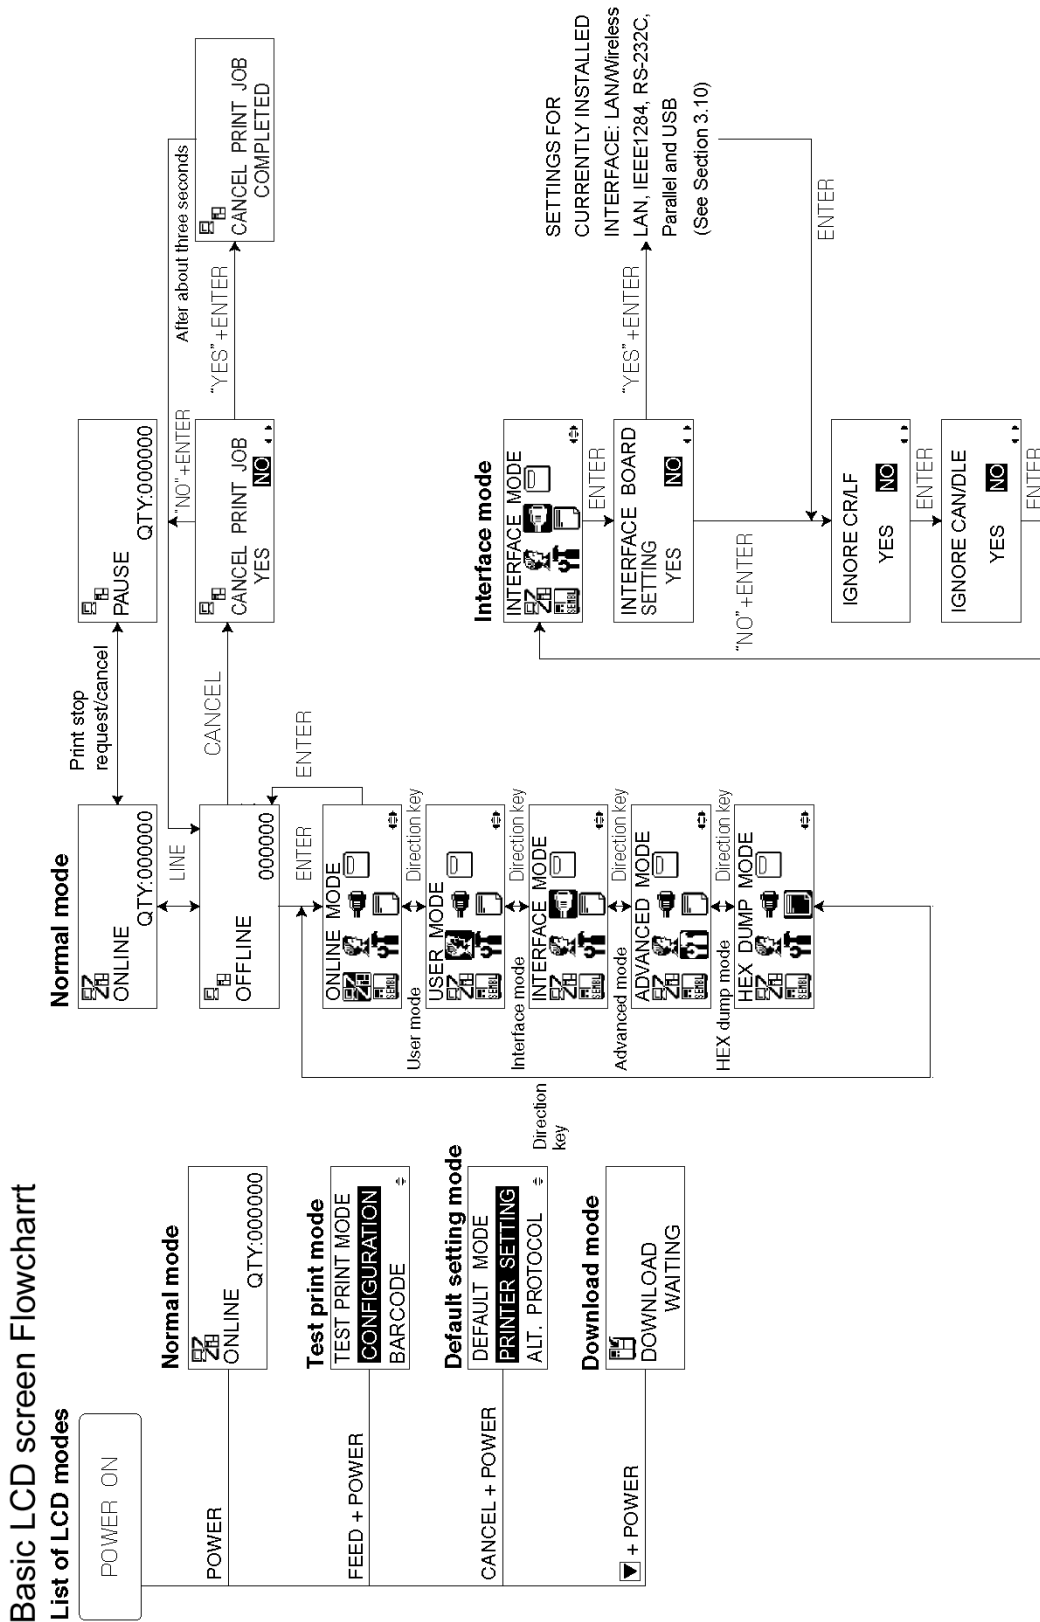 Basic LCD screen Flowcharrt
List of LCD modes
POWER ON
POWER
Normal mode
ONLINE
QTY:000000
FEED + POWER
Test print mode
TEST PRINT MODE
CONFIGURATION
BARCODE
CANCEL + POWER
Default setting mode
DEFAULT MODE
PRINTER SETTING
ALT. PROTOCOL
▼ + POWER
Download mode
DOWNLOAD
WAITING
Normal mode
ONLINE
QTY:000000
Print stop
request/cancel
PAUSE
QTY:000000
LINE
OFFLINE
000000
CANCEL
CANCEL PRINT JOB
YES NO
"NO"+ENTER
"YES"+ENTER
After about three seconds
CANCEL PRINT JOB
COMPLETED
ENTER
ENTER
ONLINE MODE
SEMBL
User mode
Direction key
USER MODE
SEMBL
Interface mode
Direction key
INTERFACE MODE
SEMBL
Advanced mode
Direction key
ADVANCED MODE
SEMBL
HEX dump mode
Direction key
HEX DUMP MODE
SEMBL
Direction
key
Interface mode
INTERFACE MODE
SEMBL
ENTER
INTERFACE BOARD
SETTING
YES NO
"YES"+ENTER
SETTINGS FOR
CURRENTLY INSTALLED
INTERFACE: LAN/Wireless
LAN, IEEE1284, RS-232C,
Parallel and USB
(See Section 3.10)
"NO"+ENTER
ENTER
IGNORE CR/LF
YES NO
ENTER
IGNORE CAN/DLE
YES NO
ENTER